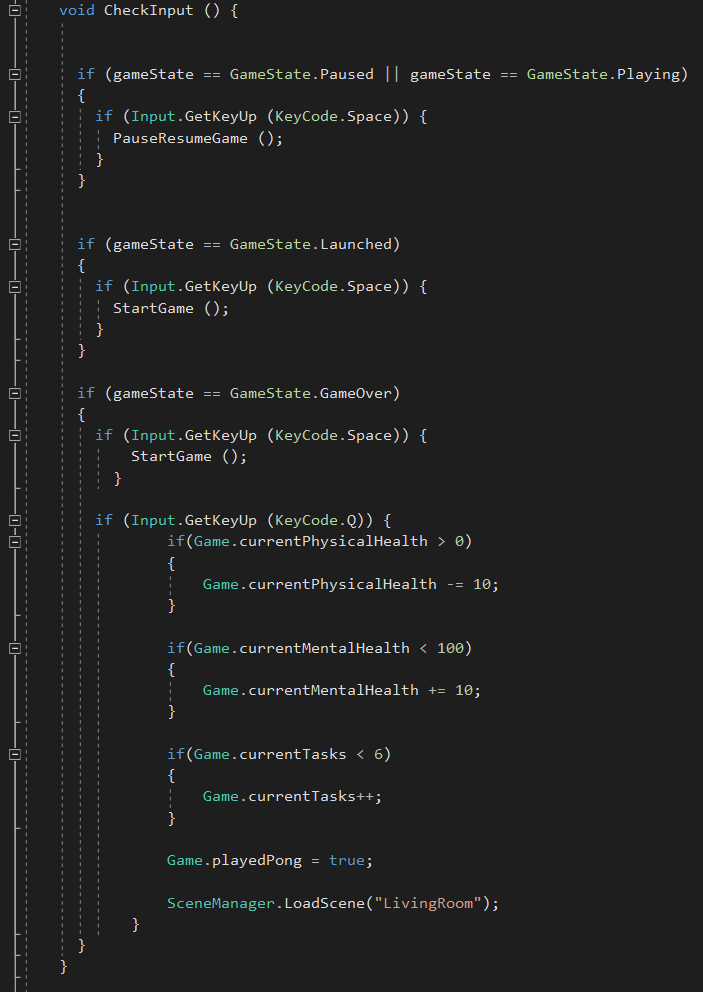 void CheckInput () {
if (gameState == GameState.Paused || gameState == GameState.Playing)
{
if (Input.GetKeyUp (KeyCode.Space)) {
PauseResumeGame ();
}
}
if (gameState == GameState.Launched)
{
if (Input.GetKeyUp (KeyCode.Space)) {
StartGame ();
}
}
if (gameState == GameState.GameOver)
{
if (Input.GetKeyUp (KeyCode.Space)) {
StartGame ();
}
if (Input.GetKeyUp (KeyCode.Q)) {
if(Game.currentPhysicalHealth > 0)
{
Game.currentPhysicalHealth -= 10;
}
if(Game.currentMentalHealth < 100)
{
Game.currentMentalHealth += 10;
}
if(Game.currentTasks < 6)
{
Game.currentTasks++;
}
Game.playedPong = true;
SceneManager.LoadScene("LivingRoom");
}
}
}